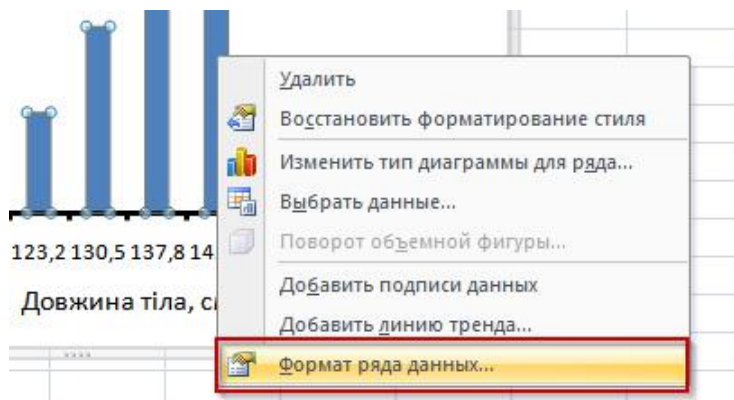 Удалить
Восстановить форматирование стиля
Изменить тип диаграммы для ряда...
Выбрать данные...
Поворот объемной фигуры...
Добавить подписи данных
Добавить линию тренда...
Формат ряда данных...
123,2 130,5 137,8 14
Довжина тіла, с